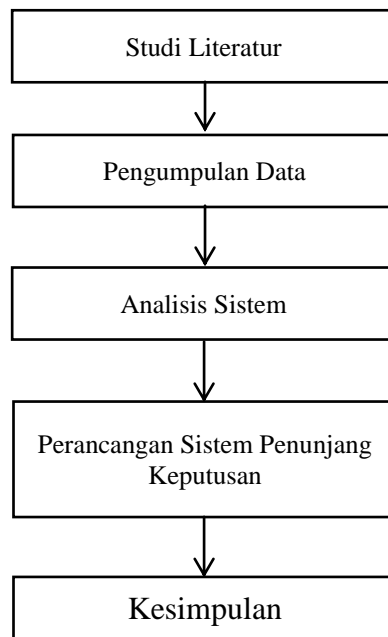 Studi Literatur
Pengumpulan Data
Analisis Sistem
Perancangan Sistem Penunjang
Keputusan
Kesimpulan